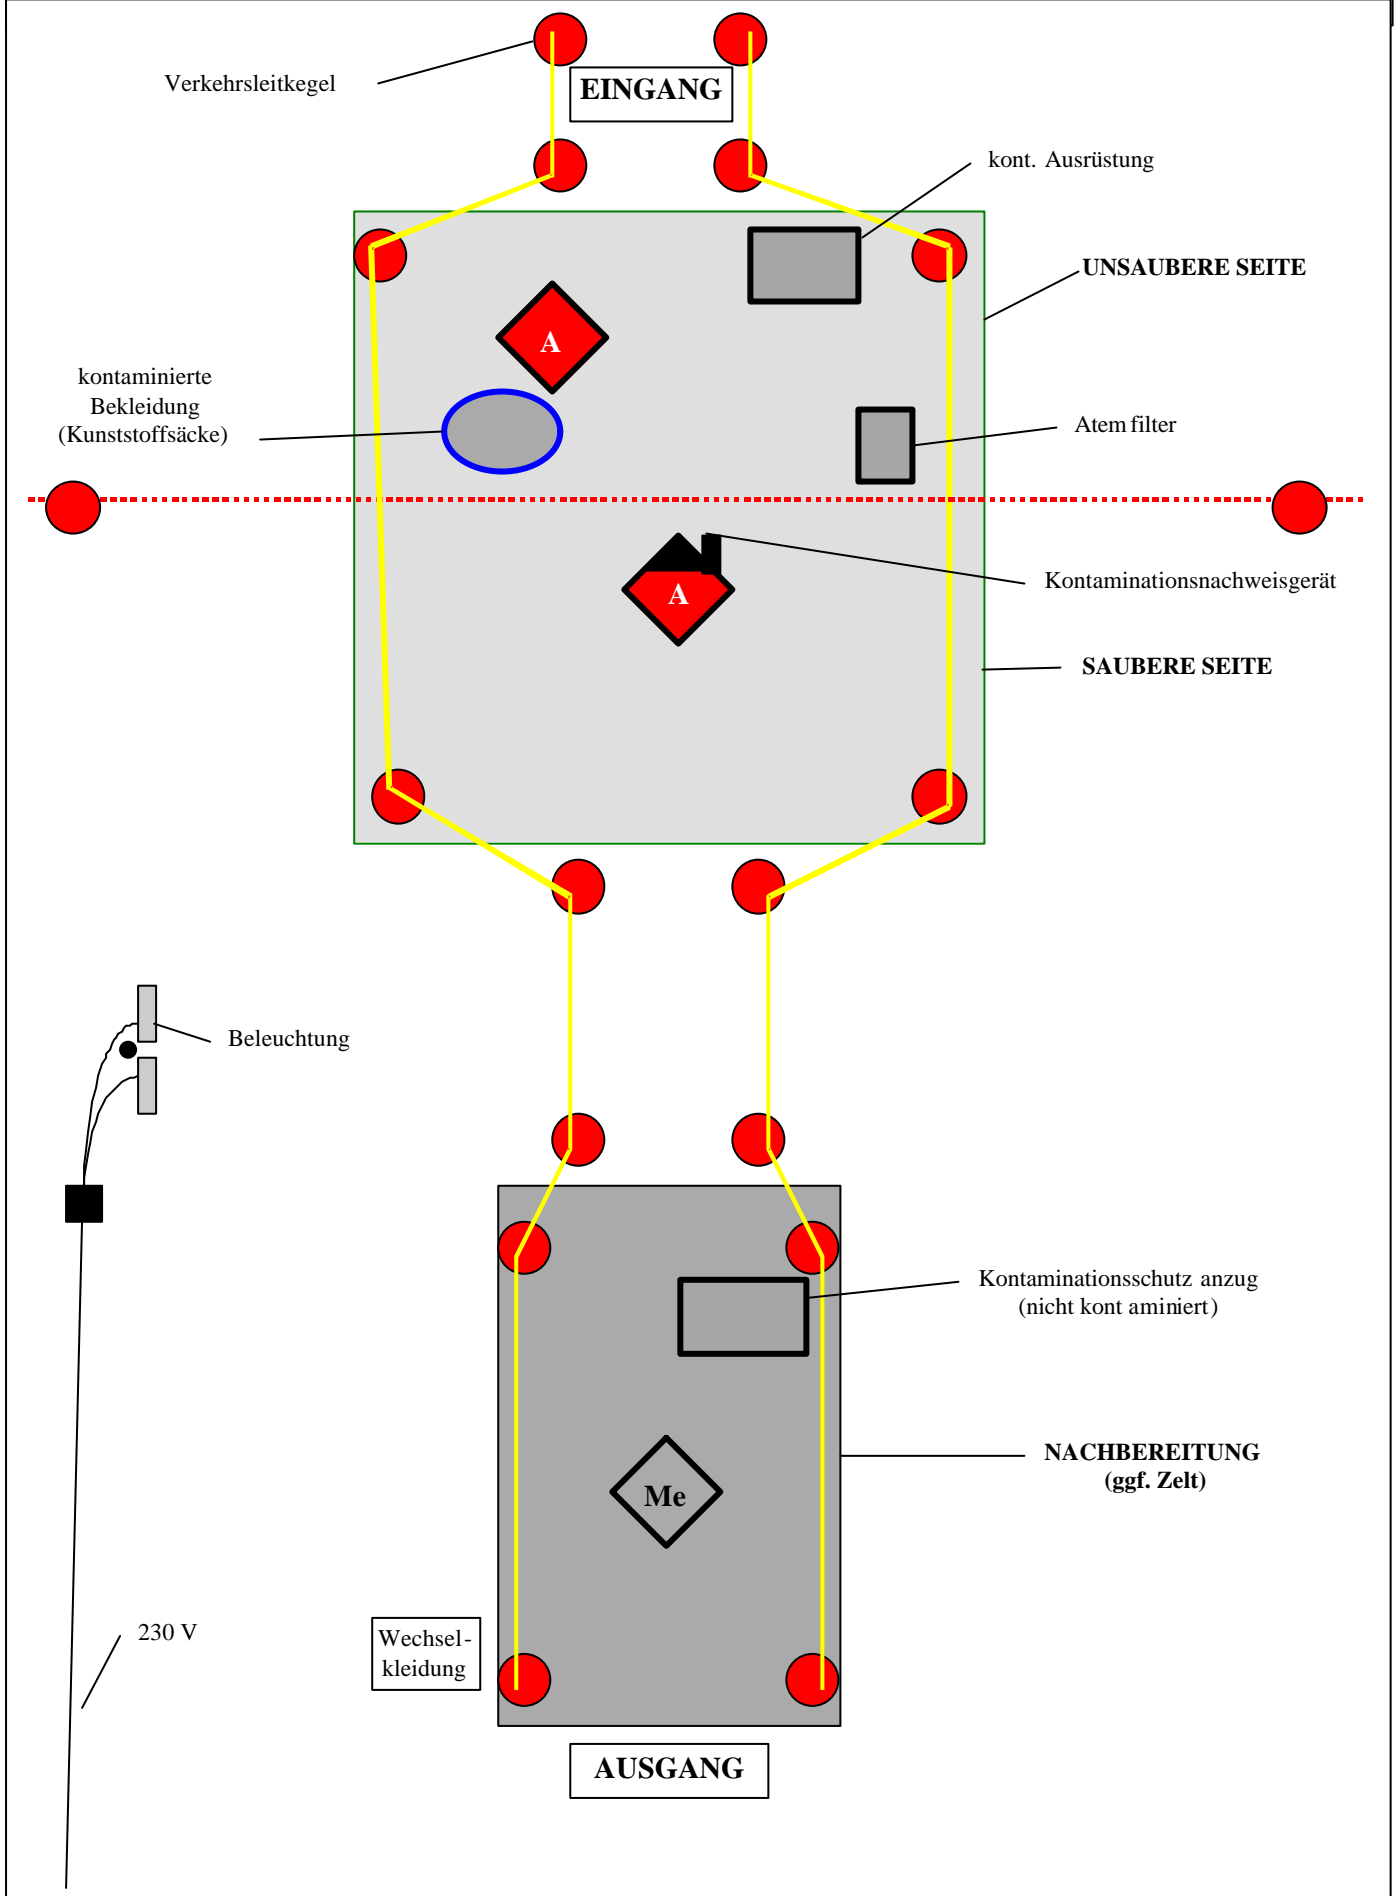 Verkehrsleitkegel
EINGANG
kont. Ausrüstung
UNSAUBERE SEITE
A
kontaminierte
Bekleidung
(Kunststoffsäcke)
Atem filter
Kontaminationsnachweisgerät
A
SAUBERE SEITE
Beleuchtung
Kontaminationsschutz anzug
(nicht kont aminiert)
NACHBEREITUNG
(ggf. Zelt)
Me
230 V
Wechsel-
kleidung
AUSGANG